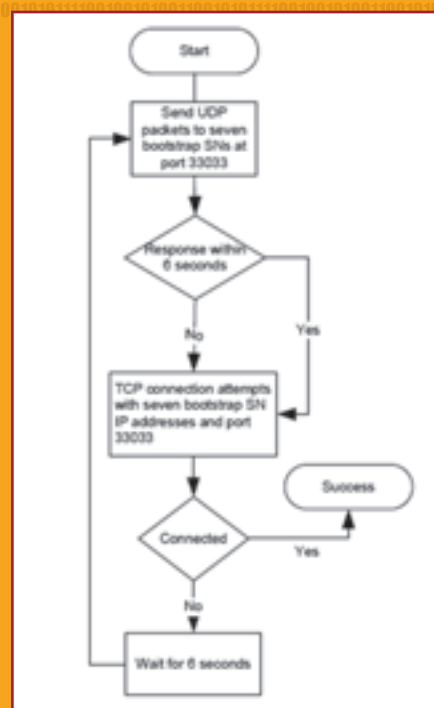 Start
Send UDP
packets to seven
bootstrap SNs at
port 33033
Response within
6 seconds
No
Yes
TCP connection attempts
with seven bootstrap SN
IP addresses and port
33033
Success
Connected
Yes
No
Wait for 6 seconds